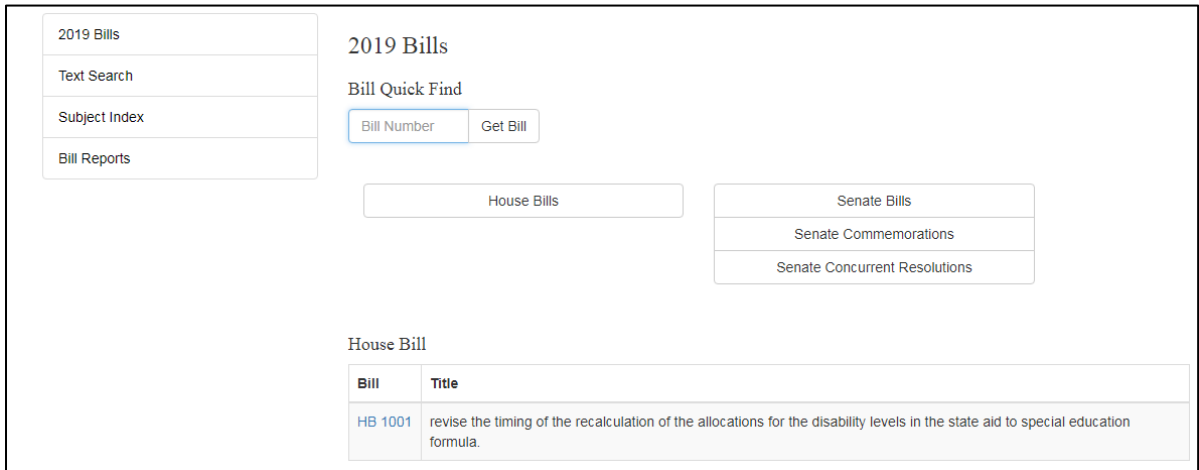 2019 Bills
Text Search
Subject Index
Bill Reports
2019 Bills
Bill Quick Find
Bill Number Get Bill
House Bills
Senate Bills
Senate Commemorations
Senate Concurrent Resolutions
House Bill
Bill Title
HB 1001 revise the timing of the recalculation of the allocations for the disability levels in the state aid to special education
formula.